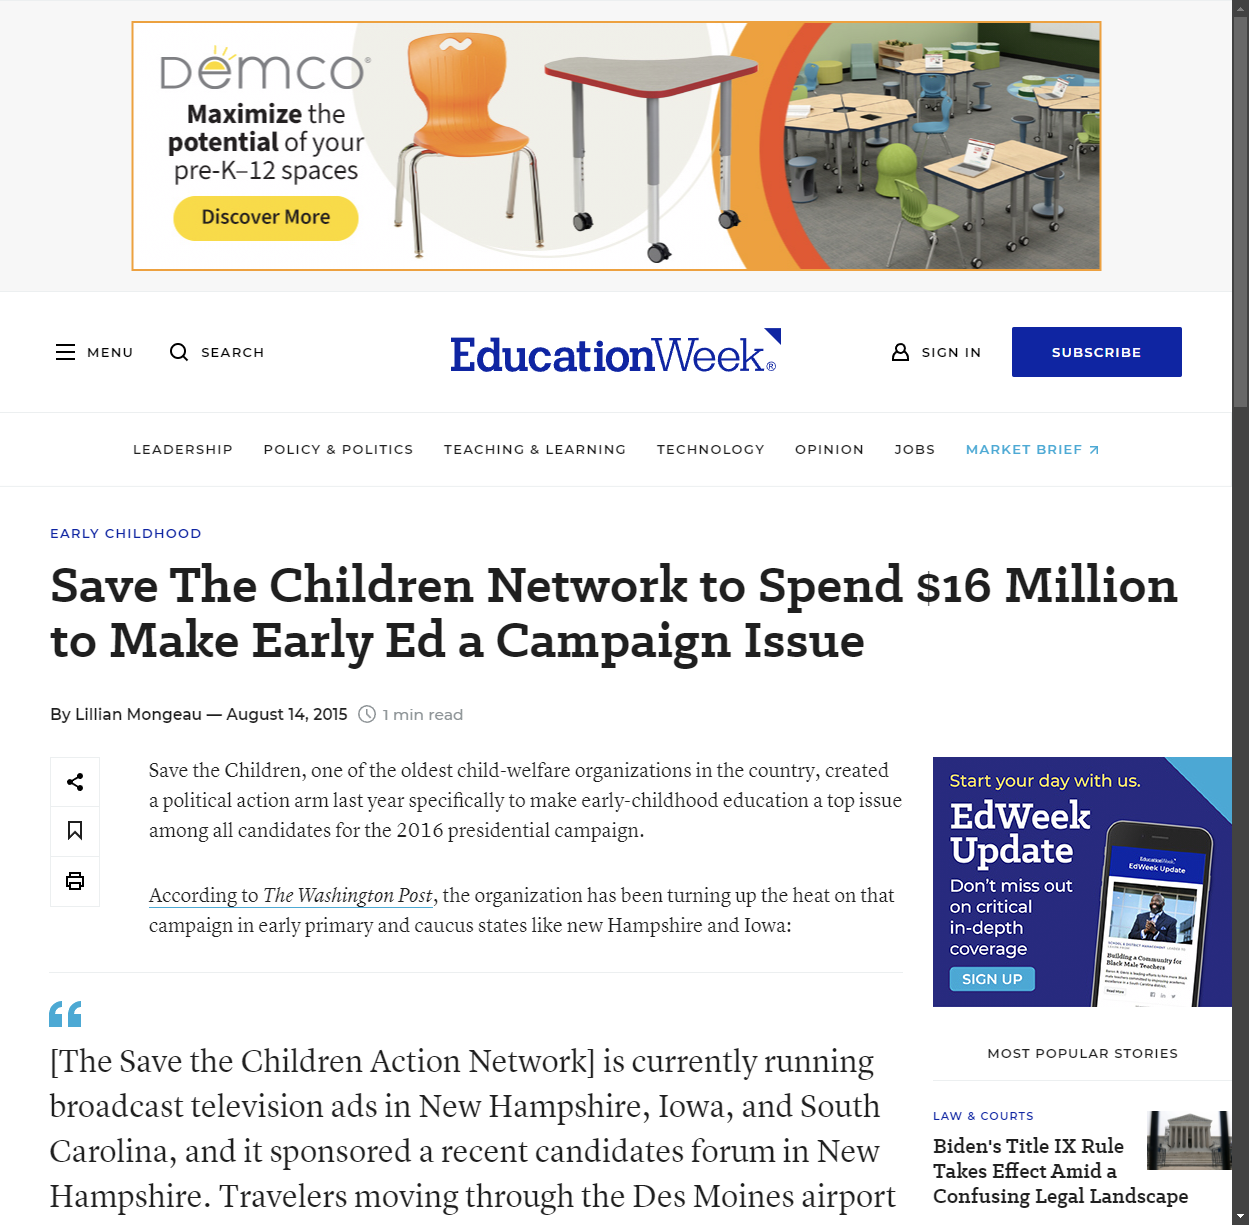 Demco®
Maximize the
potential of your
pre-K–12 spaces
Discover More
MENU
SEARCH
EducationWeek®
SIGN IN
SUBSCRIBE
LEADERSHIP
POLICY & POLITICS
TEACHING & LEARNING
TECHNOLOGY
OPINION
JOBS
MARKET BRIEF
EARLY CHILDHOOD
Save The Children Network to Spend $16 Million
to Make Early Ed a Campaign Issue
By Lillian Mongeau — August 14, 2015
1 min read
Save the Children, one of the oldest child-welfare organizations in the country, created
a political action arm last year specifically to make early-childhood education a top issue
among all candidates for the 2016 presidential campaign.
According to The Washington Post, the organization has been turning up the heat on that
campaign in early primary and caucus states like new Hampshire and Iowa:
“
[The Save the Children Action Network] is currently running
broadcast television ads in New Hampshire, Iowa, and South
Carolina, and it sponsored a recent candidates forum in New
Hampshire. Travelers moving through the Des Moines airport
Start your day with us.
EdWeek
Update
Don't miss out
on critical
in-depth
coverage
SIGN UP
EducationWeek
EdWeek Update
Building a Community for
Black Male Teachers
Read More
MOST POPULAR STORIES
LAW & COURTS
Biden's Title IX Rule
Takes Effect Amid a
Confusing Legal Landscape